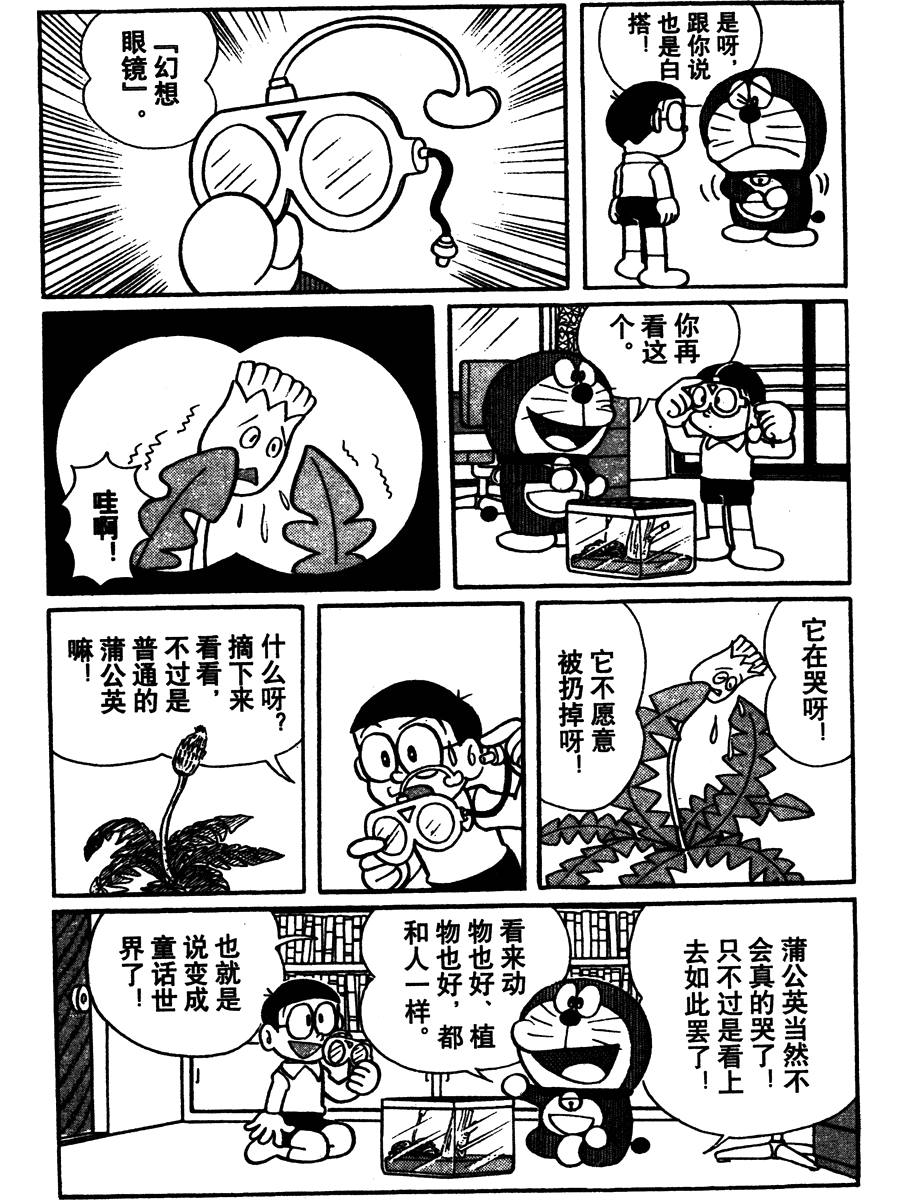 是呀，
跟你说
也是白
搭！
『幻想
眼镜』。
你再
看这
个。
哇啊！
它在哭呀！
它不愿意
被扔掉呀！
什么呀？
摘下来
看看，
不过是
普通的
蒲公英
嘛！
蒲公英当然不
会真的哭了！
只不过是看上
去如此罢了！
看来动
物也好、植
物也好，都
和人一样。
也就是
说变成
童话世
界了！